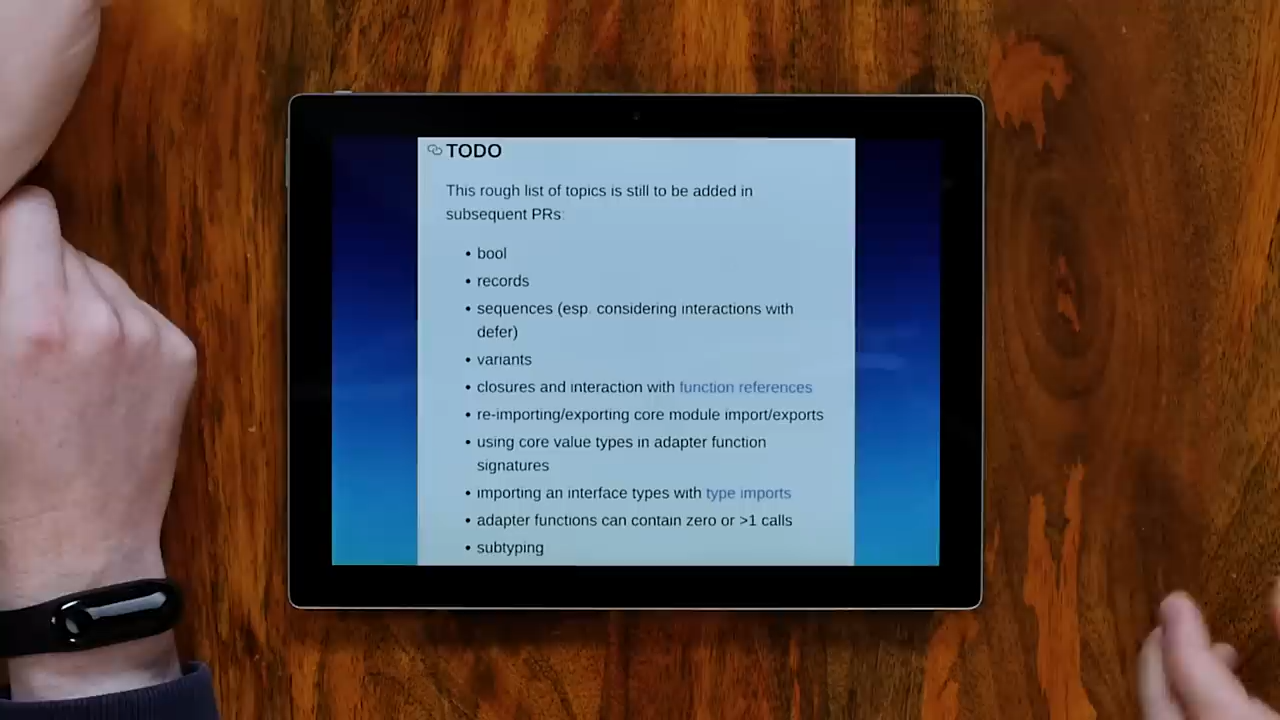 TODO
This rough list of topics is still to be added in
subsequent PRs:
• bool
• records
• sequences (esp. considering interactions with
defer)
• variants
• closures and interaction with function references
• re-importing/exporting core module import/exports
• using core value types in adapter function
signatures
• importing an interface types with type imports
• adapter functions can contain zero or >1 calls
• subtyping